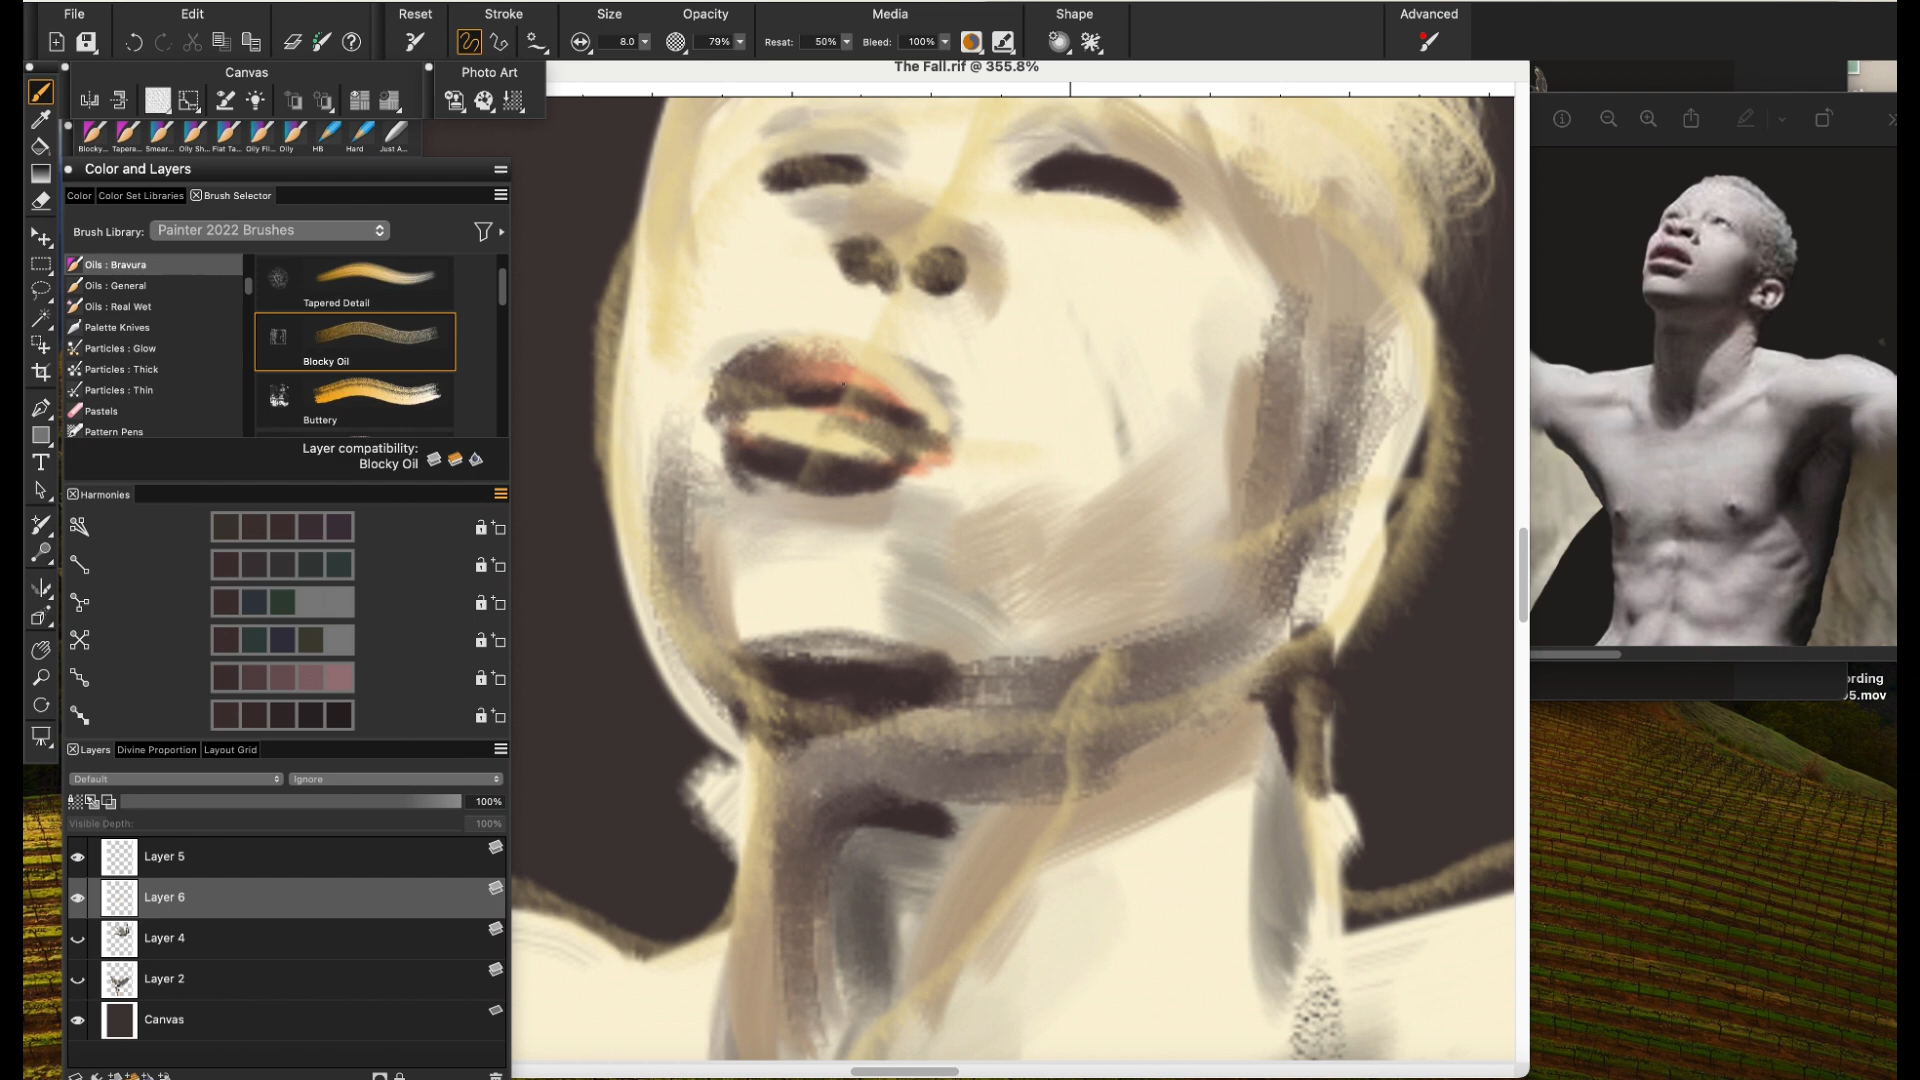 File
Edit
Reset
Stroke
Size
Opacity
Media
Shape
Advanced
8.0
79%
Resat: 50%
Bleed: 100%
The Fall.rif @ 355.8%
Canvas
Photo Art
Blocky...
Tapere...
Smear...
Oily Sh...
Flat Ta...
Oily Fil...
Oily
HB
Hard
Just A...
Color and Layers
Color
Color Set Libraries
Brush Selector
Brush Library: Painter 2022 Brushes
Oils : Bravura
Oils : General
Oils : Real Wet
Palette Knives
Particles : Glow
Particles : Thick
Particles : Thin
Pastels
Pattern Pens
Tapered Detail
Blocky Oil
Buttery
Layer compatibility:
Blocky Oil
Harmonies
Layers
Divine Proportion
Layout Grid
Default
Ignore
100%
Visible Depth:
100%
Layer 5
Layer 6
Layer 4
Layer 2
Canvas
ording
05.mov